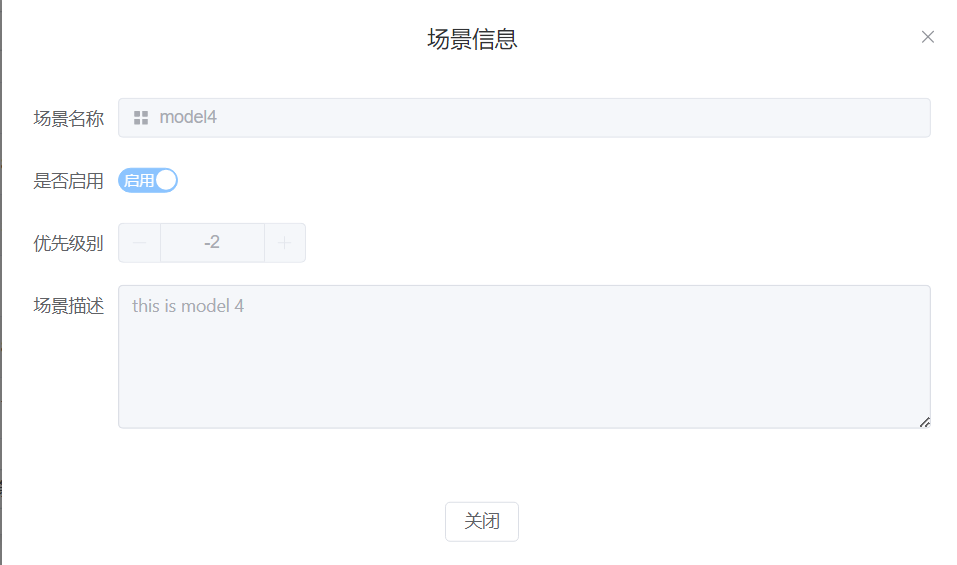 场景信息
场景名称 model4
是否启用 启用
优先级别 -2
场景描述 this is model 4
关闭